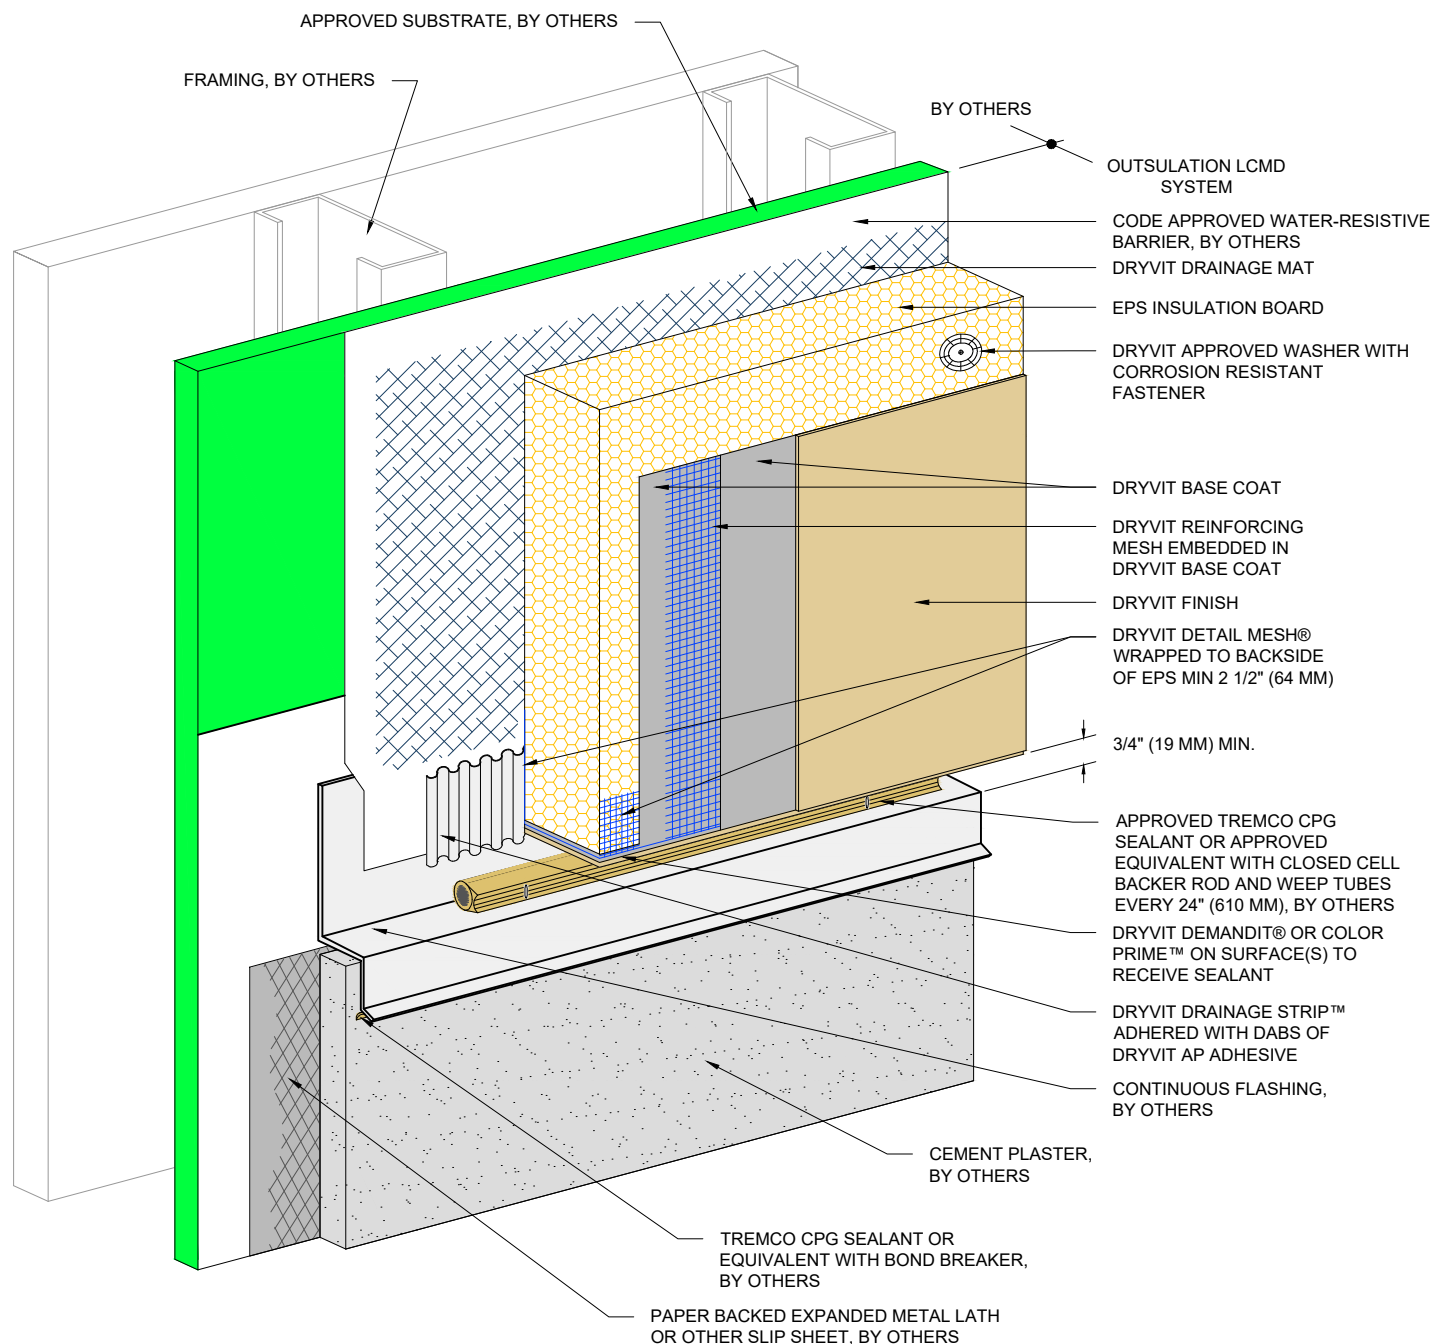 APPROVED SUBSTRATE, BY OTHERS
FRAMING, BY OTHERS
BY OTHERS
OUTSULATION LCMD
SYSTEM
CODE APPROVED WATER-RESISTIVE
BARRIER, BY OTHERS
DRYVIT DRAINAGE MAT
EPS INSULATION BOARD
DRYVIT APPROVED WASHER WITH
CORROSION RESISTANT
FASTENER
DRYVIT BASE COAT
DRYVIT REINFORCING
MESH EMBEDDED IN
DRYVIT BASE COAT
DRYVIT FINISH
DRYVIT DETAIL MESH®
WRAPPED TO BACKSIDE
OF EPS MIN 2 1/2" (64 MM)
3/4" (19 MM) MIN.
APPROVED TREMCO CPG
SEALANT OR APPROVED
EQUIVALENT WITH CLOSED CELL
BACKER ROD AND WEEP TUBES
EVERY 24" (610 MM), BY OTHERS
DRYVIT DEMANDIT® OR COLOR
PRIME™ ON SURFACE(S) TO
RECEIVE SEALANT
DRYVIT DRAINAGE STRIP™
ADHERED WITH DABS OF
DRYVIT AP ADHESIVE
CONTINUOUS FLASHING,
BY OTHERS
CEMENT PLASTER,
BY OTHERS
TREMCO CPG SEALANT OR
EQUIVALENT WITH BOND BREAKER,
BY OTHERS
PAPER BACKED EXPANDED METAL LATH
OR OTHER SLIP SHEET, BY OTHERS